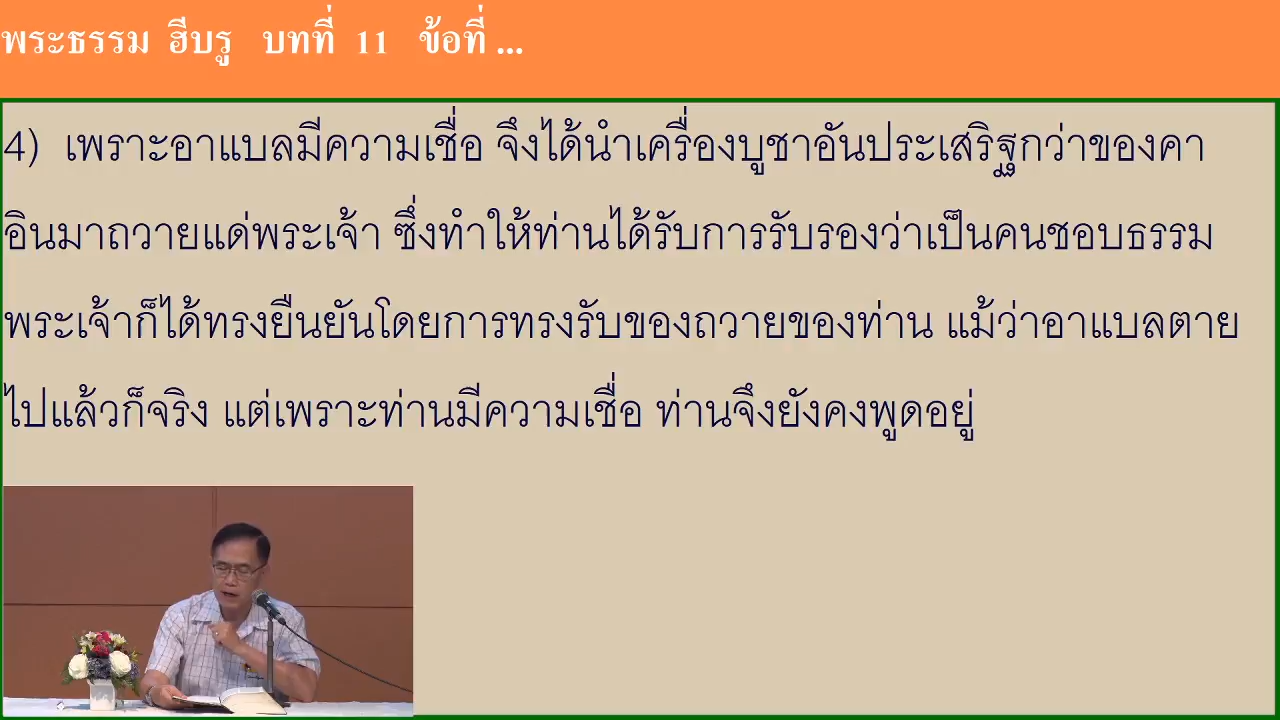 พระธรรม ฮีบรู บทที่ 11 ข้อที่ ...
4) เพราะอาแบลมีความเชื่อ จึงได้นำเครื่องบูชาอันประเสริฐกว่าของคา
อินมาถวายแด่พระเจ้า ซึ่งทำให้ท่านได้รับการรับรองว่าเป็นคนชอบธรรม
พระเจ้าก็ได้ทรงยืนยันโดยการทรงรับของถวายของท่าน แม้ว่าอาแบลตาย
ไปแล้วก็จริง แต่เพราะท่านมีความเชื่อ ท่านจึงยังคงพูดอยู่